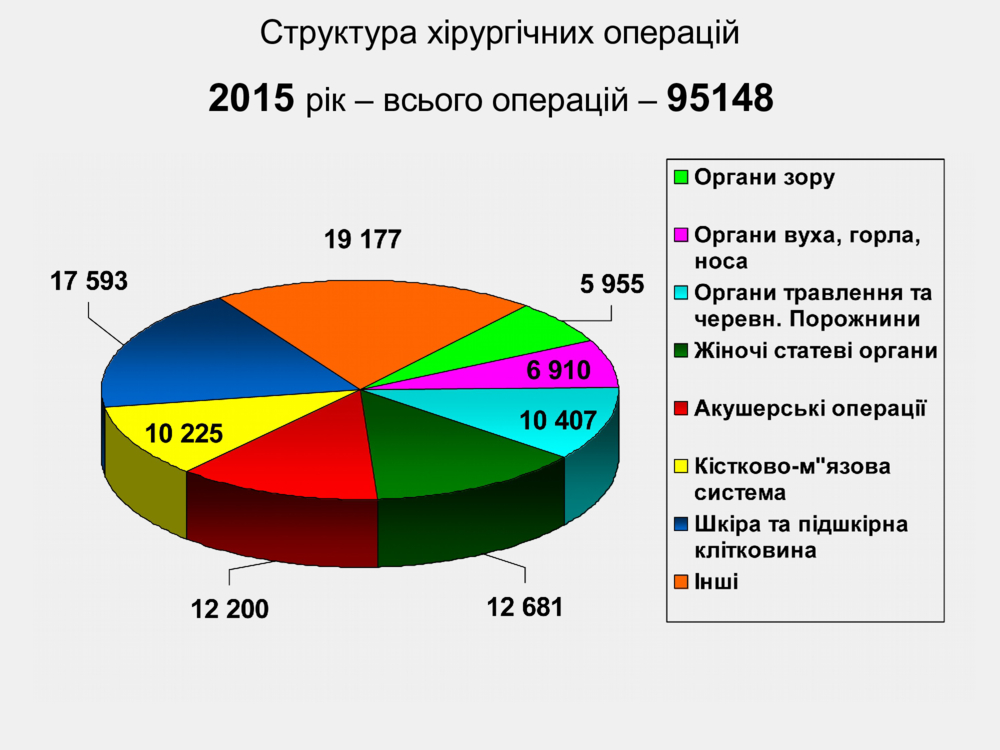 Структура хірургічних операцій
2015 рік – всього операцій – 95148
19 177
17 593
5 955
6 910
10 407
10 225
12 200
12 681
Органи зору
Органи вуха, горла,
носа
Органи травлення та
черевн. Порожнини
Жіночі статеві органи
Акушерські операції
Кістково-м"язова
система
Шкіра та підшкірна
клітковина
Інші